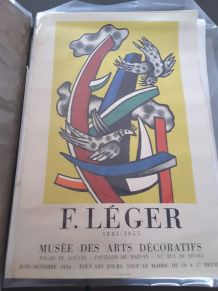 F. LÉGER
1881-1955
MUSÉE DES ARTS DÉCORATIFS
PALAIS DU LOUVRE - PAVILLON DE MARSAN - 107 RUE DE RIVOLI
JUIN-OCTOBRE 1956 - TOUS LES JOURS, SAUF LE MARDI, DE 10 A 17 HEURES